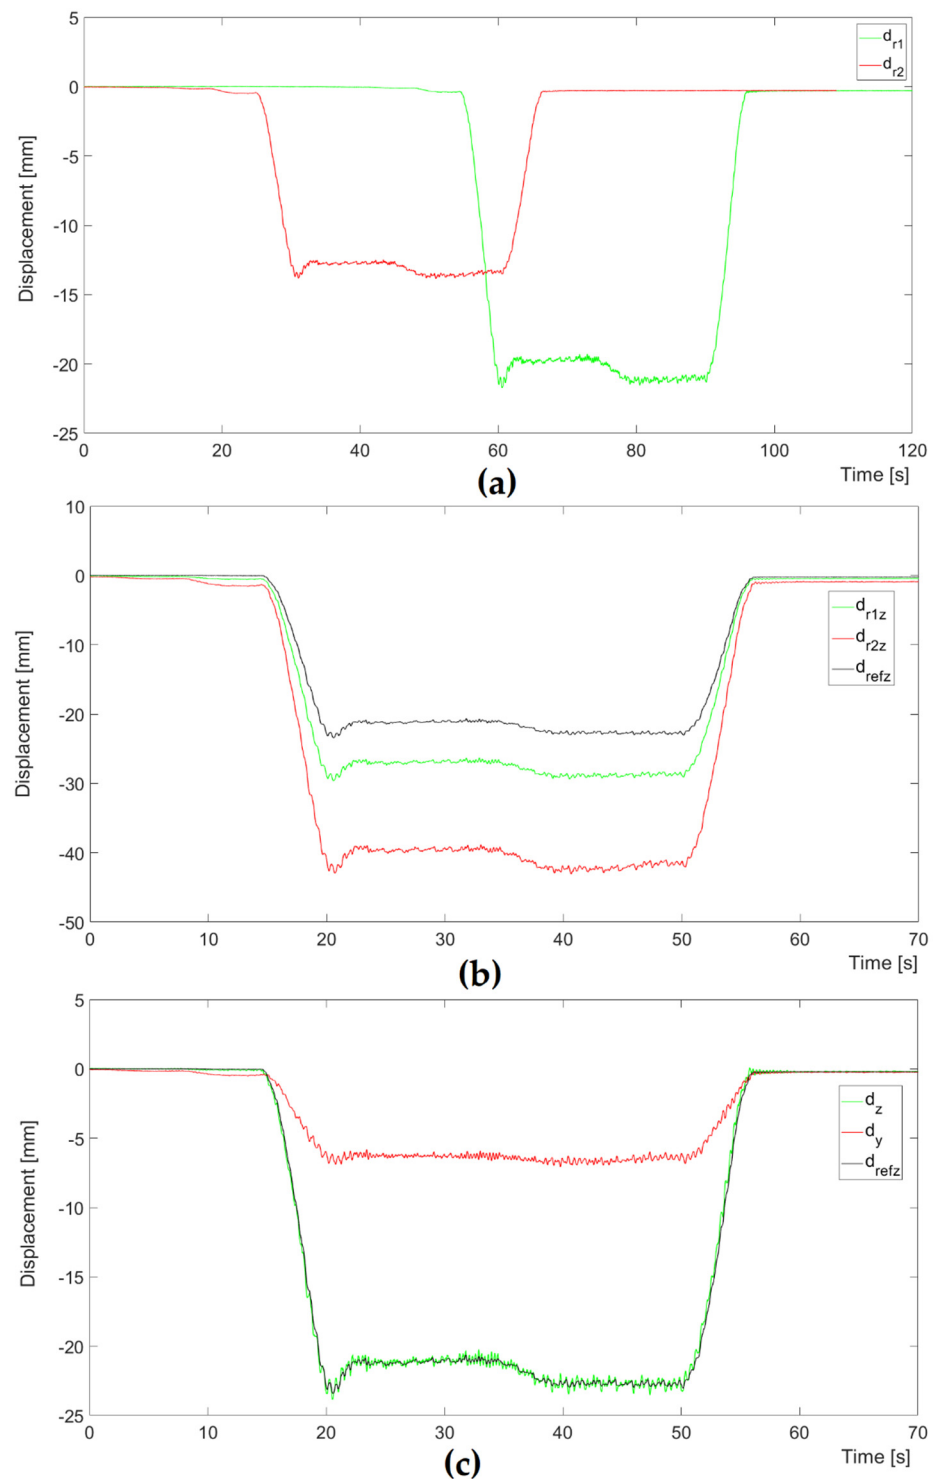 5
0
-5
-10
-15
-20
-25
Displacement [mm]
d_r1
d_r2
0 20 40 60 80 100 120
Time [s]
(a)
10
0
-10
-20
-30
-40
-50
Displacement [mm]
d_r1z
d_r2z
d_refz
0 10 20 30 40 50 60 70
Time [s]
(b)
5
0
-5
-10
-15
-20
-25
Displacement [mm]
d_z
d_y
d_refz
0 10 20 30 40 50 60 70
Time [s]
(c)